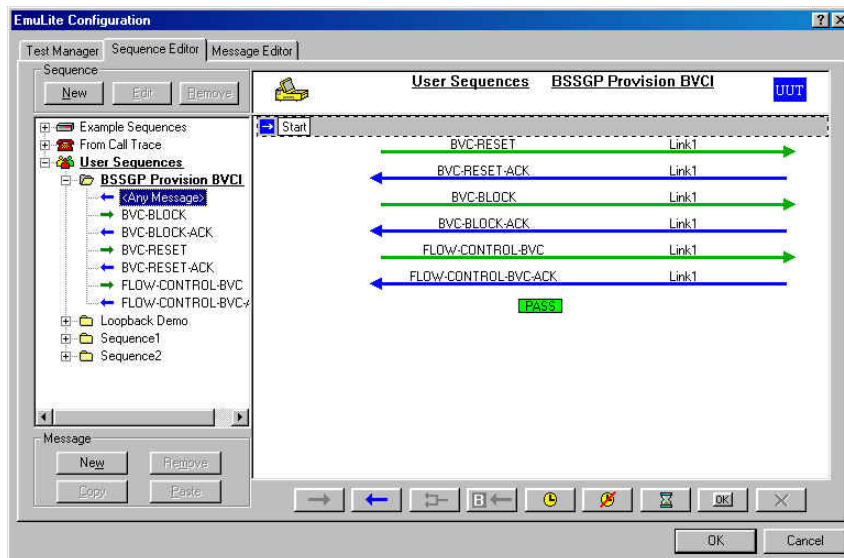 EmuLite Configuration
Test Manager
Sequence Editor
Message Editor
Sequence
New
Edit
Remove
Example Sequences
From Call Trace
User Sequences
BSSGP Provision BVCI
<Any Message>
BVC-BLOCK
BVC-BLOCK-ACK
BVC-RESET
BVC-RESET-ACK
FLOW-CONTROL-BVC
FLOW-CONTROL-BVC-
Loopback Demo
Sequence1
Sequence2
Message
New
Remove
Copy
Paste
User Sequences BSSGP Provision BVCI
UUT
Start
BVC-RESET Link1
BVC-RESET-ACK Link1
BVC-BLOCK Link1
BVC-BLOCK-ACK Link1
FLOW-CONTROL-BVC Link1
FLOW-CONTROL-BVC-ACK Link1
PASS
B
OK
OK
Cancel